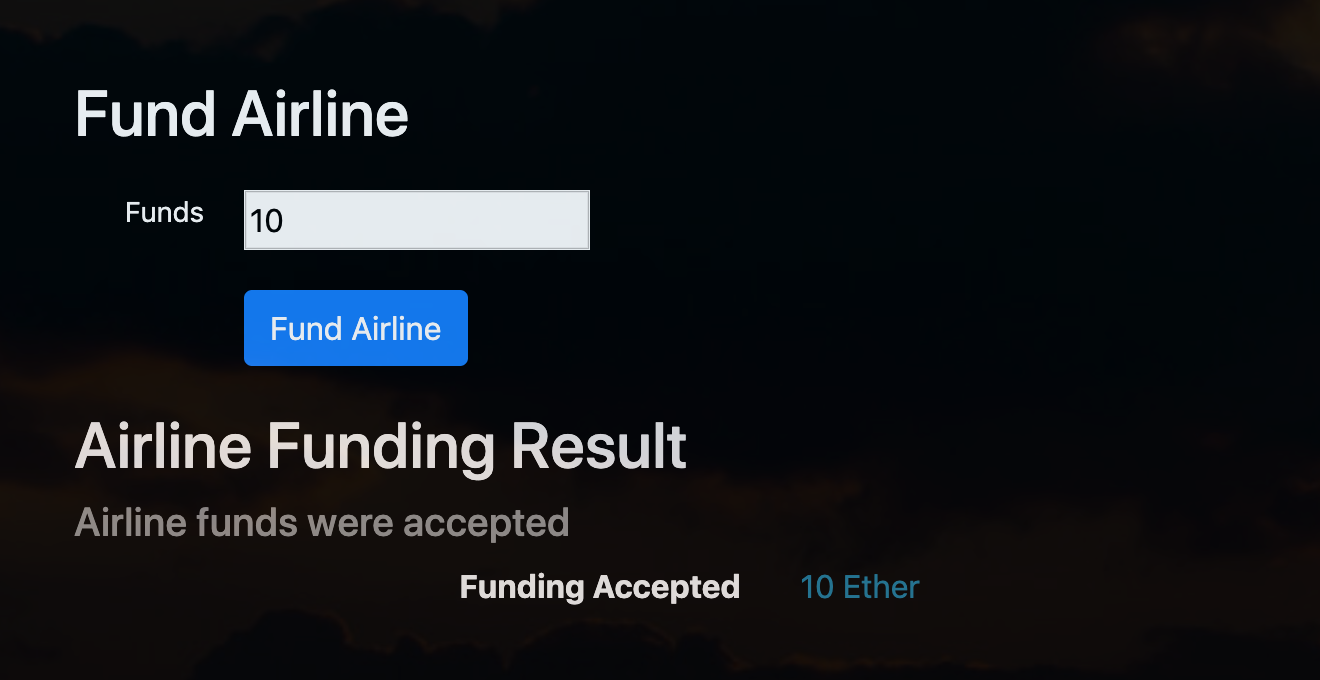 Fund Airline
Funds 10
Fund Airline
Airline Funding Result
Airline funds were accepted
Funding Accepted 10 Ether